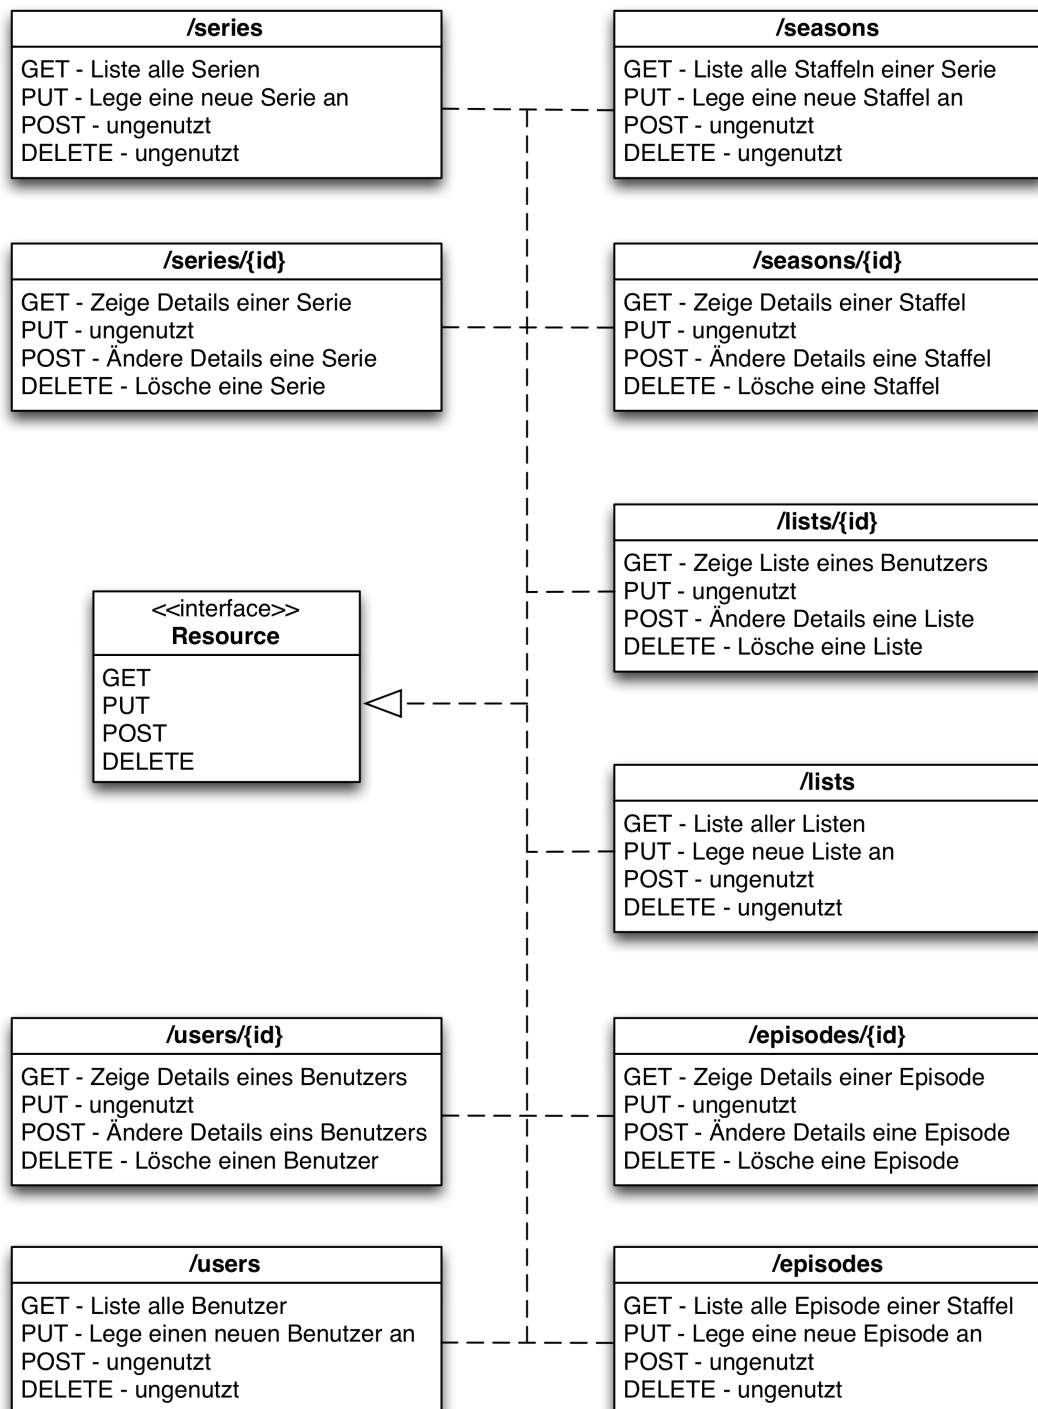 /series
GET - Liste alle Serien
PUT - Lege eine neue Serie an
POST - ungenutzt
DELETE - ungenutzt
/seasons
GET - Liste alle Staffeln einer Serie
PUT - Lege eine neue Staffel an
POST - ungenutzt
DELETE - ungenutzt
/series/{id}
GET - Zeige Details einer Serie
PUT - ungenutzt
POST - Ändere Details eine Serie
DELETE - Lösche eine Serie
/seasons/{id}
GET - Zeige Details einer Staffel
PUT - ungenutzt
POST - Ändere Details eine Staffel
DELETE - Lösche eine Staffel
/lists/{id}
GET - Zeige Liste eines Benutzers
PUT - ungenutzt
POST - Ändere Details eine Liste
DELETE - Lösche eine Liste
<<interface>>
Resource
GET
PUT
POST
DELETE
/lists
GET - Liste aller Listen
PUT - Lege neue Liste an
POST - ungenutzt
DELETE - ungenutzt
/users/{id}
GET - Zeige Details eines Benutzers
PUT - ungenutzt
POST - Ändere Details eins Benutzers
DELETE - Lösche einen Benutzer
/episodes/{id}
GET - Zeige Details einer Episode
PUT - ungenutzt
POST - Ändere Details eine Episode
DELETE - Lösche eine Episode
/users
GET - Liste alle Benutzer
PUT - Lege einen neuen Benutzer an
POST - ungenutzt
DELETE - ungenutzt
/episodes
GET - Liste alle Episode einer Staffel
PUT - Lege eine neue Episode an
POST - ungenutzt
DELETE - ungenutzt